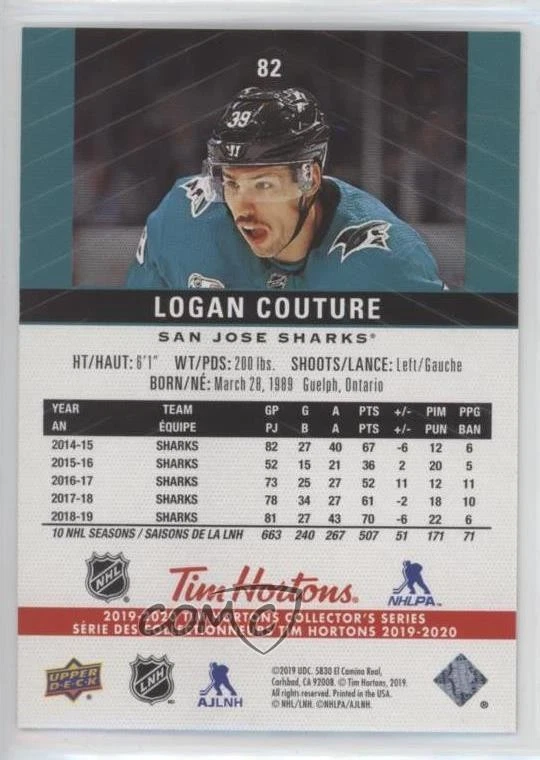 82
39
LOGAN COUTURE
SAN JOSE SHARKS®
HT/HAUT: 6'1" WT/PDS: 200 lbs. SHOOTS/LANCE: Left/Gauche
BORN/NÉ: March 28, 1989 Guelph, Ontario
YEAR TEAM GP G A PTS +/- PIM PPG
AN ÉQUIPE PJ B A PTS +/- PUN BAN
2014-15 SHARKS 82 27 40 67 -6 12 6
2015-16 SHARKS 52 15 21 36 2 20 5
2016-17 SHARKS 73 25 27 52 11 12 11
2017-18 SHARKS 78 34 27 61 -2 18 10
2018-19 SHARKS 81 27 43 70 -6 22 6
10 NHL SEASONS / SAISONS DE LA LNH 663 240 267 507 51 171 71
NHL Tim Hortons® NHLPA
2019-2020 TIM HORTONS COLLECTOR'S SERIES
COMC
SÉRIE DES COLLECTIONNEURS TIM HORTONS 2019-2020
UPPER DECK LNH AJLNH
©2019 UDC. 5830 El Camino Real,
Carlsbad, CA 92008. © Tim Hortons, 2019.
All rights reserved. Printed in the USA.
© NHL/LNH. ©NHLPA/AJLNH.
®